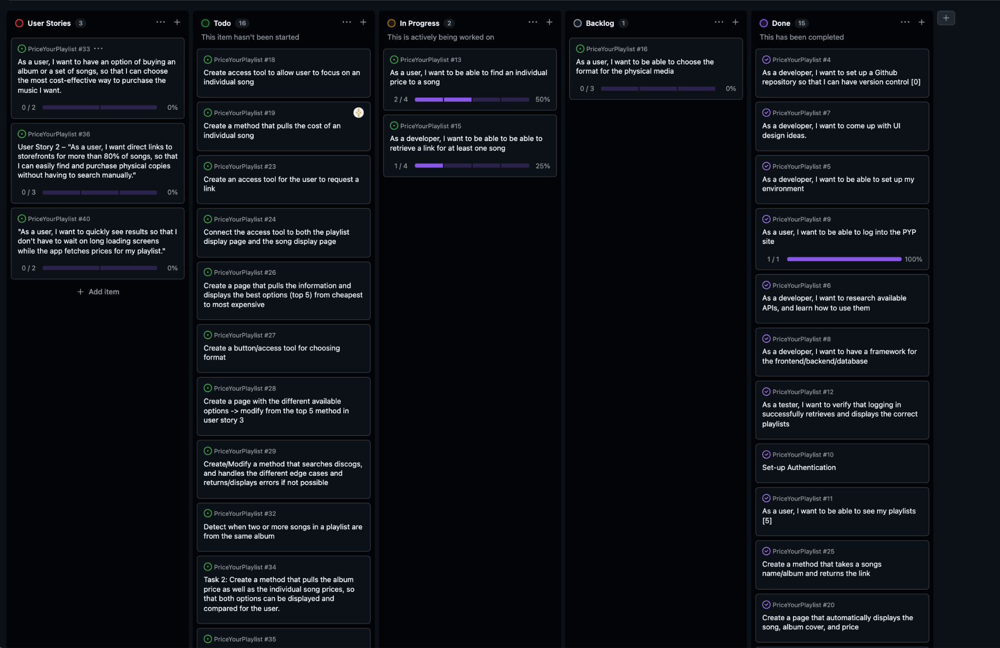 User Stories 3
PriceYourPlaylist #33
As a user, I want to have an option of buying an
album or a set of songs, so that I can choose
the most cost-effective way to purchase the
music I want.
0 / 2 0%
PriceYourPlaylist #36
User Story 2 – "As a user, I want direct links to
storefronts for more than 80% of songs, so that
I can easily find and purchase physical copies
without having to search manually."
0 / 3 0%
PriceYourPlaylist #40
"As a user, I want to quickly see results so that I
don't have to wait on long loading screens
while the app fetches prices for my playlist."
0 / 2 0%
+ Add item
Todo 16
This item hasn't been started
PriceYourPlaylist #18
Create access tool to allow user to focus on an
individual song
PriceYourPlaylist #19
Create a method that pulls the cost of an
individual song
PriceYourPlaylist #23
Create an access tool for the user to request a
link
PriceYourPlaylist #24
Connect the access tool to both the playlist
display page and the song display page
PriceYourPlaylist #26
Create a page that pulls the information and
displays the best options (top 5) from cheapest
to most expensive
PriceYourPlaylist #27
Create a button/access tool for choosing
format
PriceYourPlaylist #28
Create a page with the different available
options -> modify from the top 5 method in
user story 3
PriceYourPlaylist #29
Create/Modify a method that searches discogs,
and handles the different edge cases and
returns/displays errors if not possible
PriceYourPlaylist #32
Detect when two or more songs in a playlist are
from the same album
PriceYourPlaylist #34
Task 2: Create a method that pulls the album
price as well as the individual song prices, so
that both options can be displayed and
compared for the user.
PriceYourPlaylist #35
In Progress 2
This is actively being worked on
PriceYourPlaylist #13
As a user, I want to be able to find an individual
price to a song
2 / 4 50%
PriceYourPlaylist #15
As a developer, I want to be able to be able to
retrieve a link for at least one song
1 / 4 25%
Backlog 1
PriceYourPlaylist #16
As a user, I want to be able to choose the
format for the physical media
0 / 3 0%
Done 15
This has been completed
PriceYourPlaylist #4
As a developer, I want to set up a Github
repository so that I can have version control [0]
PriceYourPlaylist #7
As a developer, I want to come up with UI
design ideas.
PriceYourPlaylist #5
As a developer, I want to be able to set up my
environment
PriceYourPlaylist #9
As a user, I want to be able to log into the PYP
site
1 / 1 100%
PriceYourPlaylist #6
As a developer, I want to research available
APIs, and learn how to use them
PriceYourPlaylist #8
As a developer, I want to have a framework for
the frontend/backend/database
PriceYourPlaylist #12
As a tester, I want to verify that logging in
successfully retrieves and displays the correct
playlists
PriceYourPlaylist #10
Set-up Authentication
PriceYourPlaylist #11
As a user, I want to be able to see my playlists
[5]
PriceYourPlaylist #25
Create a method that takes a songs
name/album and returns the link
PriceYourPlaylist #20
Create a page that automatically displays the
song, album cover, and price